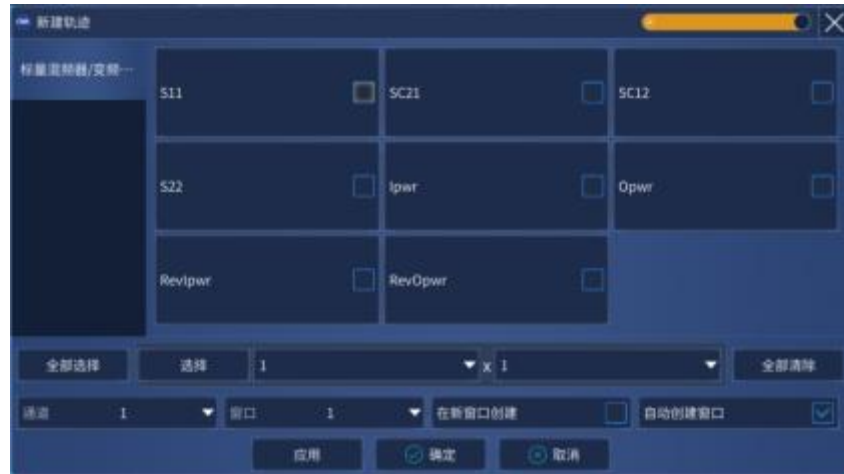 新建轨迹
标量混频器/变频…
S11
SC21
SC12
S22
Ipwr
Opwr
RevIpwr
RevOpwr
全部选择
选择
1
x
1
全部清除
通道
1
窗口
1
在新窗口创建
自动创建窗口
应用
确定
取消